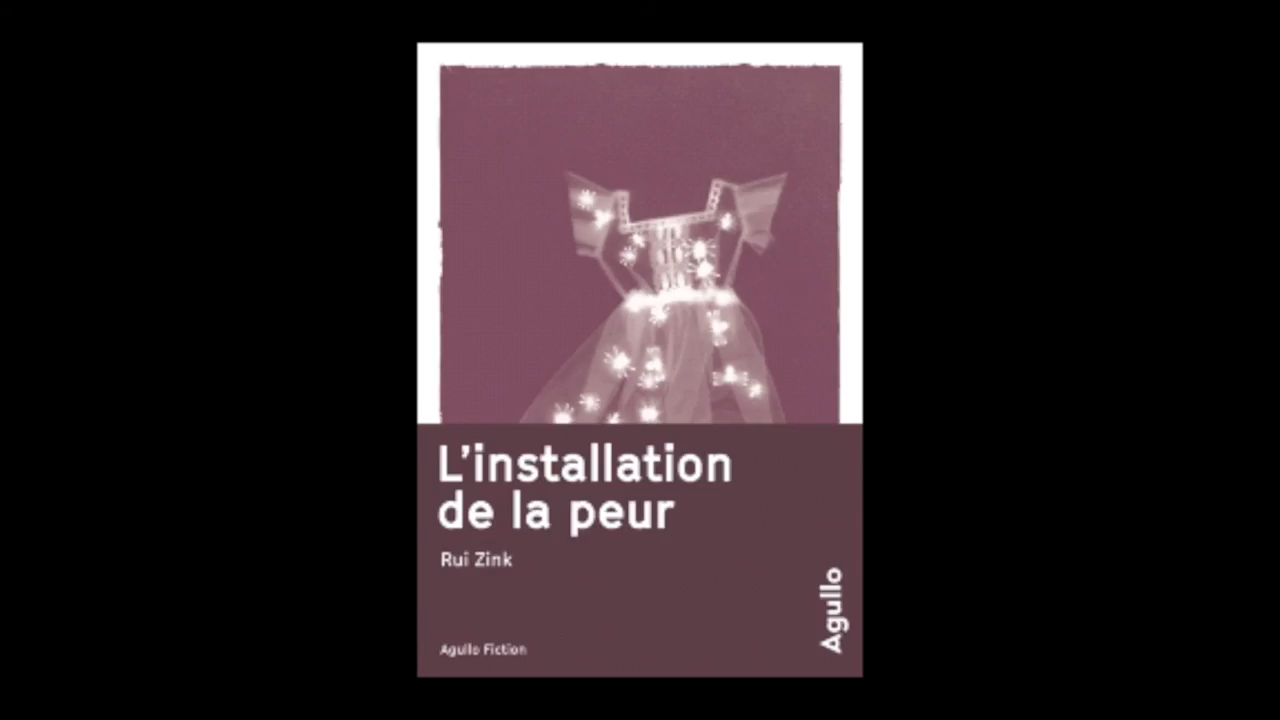 L'installation
de la peur
Rui Zink
Agullo
Agullo Fiction